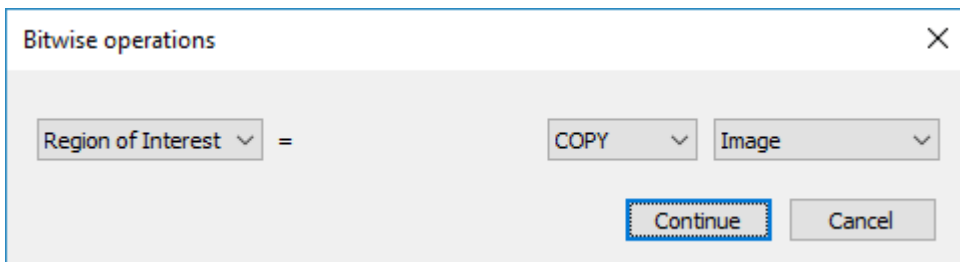 Bitwise operations
Region of Interest = COPY Image
Continue Cancel